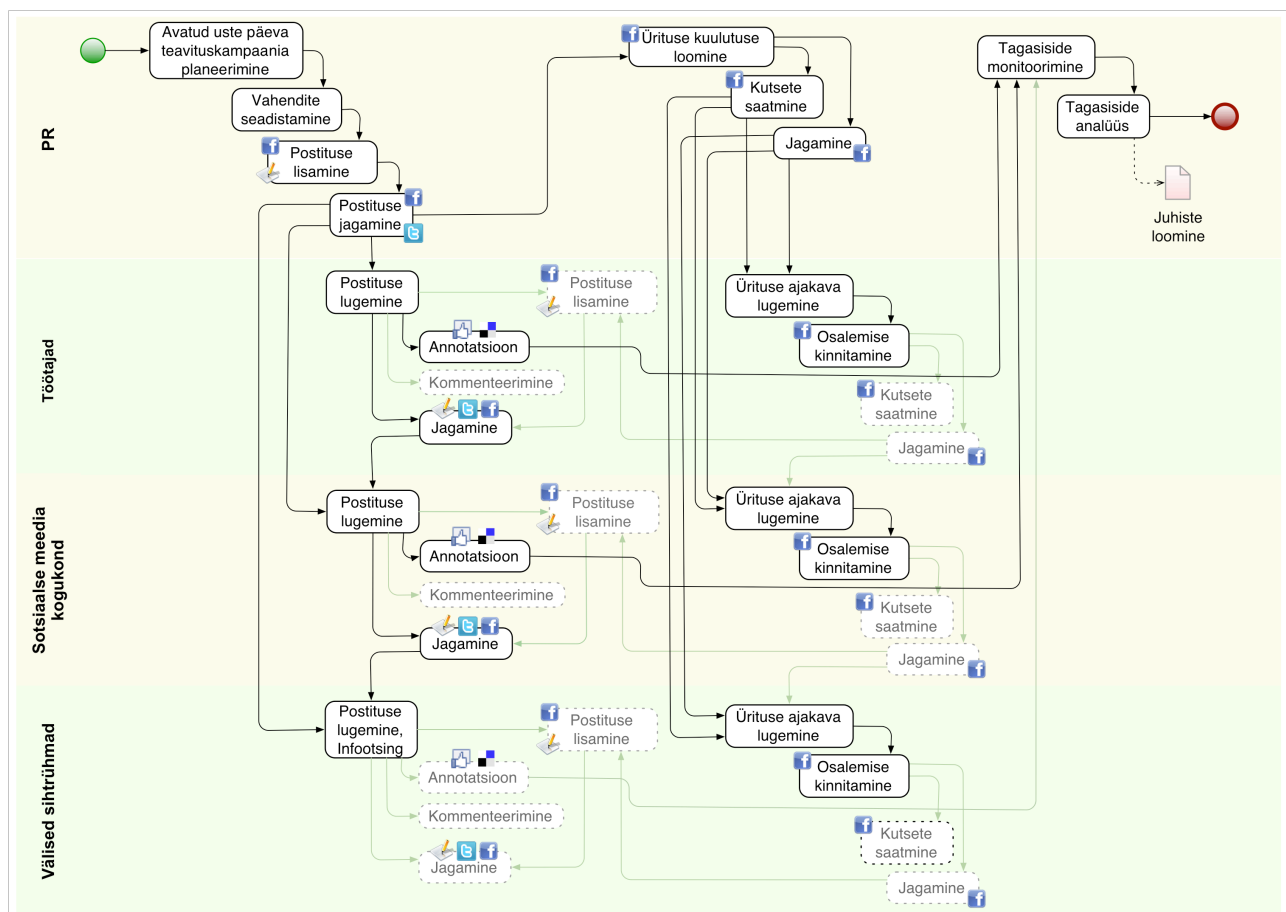 PR
Avatud uste päeva
teavituskampaania
planeerimine
Vahendite
seadistamine
Postituse
lisamine
Postituse
jagamine
Ürituse kuulutuse
loomine
Kutsete
saatmine
Jagamine
Tagasiside
monitoorimine
Tagasiside
analüüs
Juhiste
loomine
Töötajad
Postituse
lugemine
Postituse
lisamine
Annotatsioon
Kommenteerimine
Jagamine
Ürituse ajakava
lugemine
Osalemise
kinnitamine
Kutsete
saatmine
Jagamine
Sotsiaalse meedia
kogukond
Postituse
lugemine
Postituse
lisamine
Annotatsioon
Kommenteerimine
Jagamine
Ürituse ajakava
lugemine
Osalemise
kinnitamine
Kutsete
saatmine
Jagamine
Välised sihtrühmad
Postituse
lugemine,
Infootsing
Postituse
lisamine
Annotatsioon
Kommenteerimine
Jagamine
Ürituse ajakava
lugemine
Osalemise
kinnitamine
Kutsete
saatmine
Jagamine